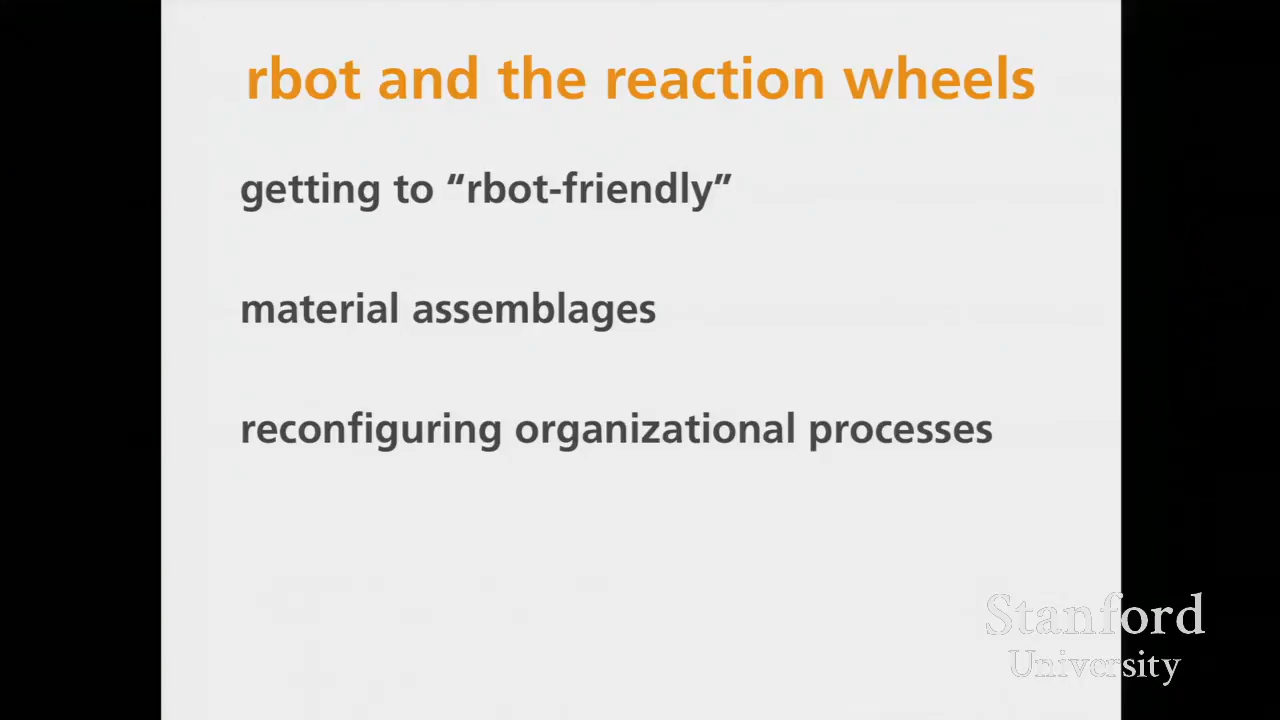 rbot and the reaction wheels
getting to “rbot-friendly”
material assemblages
reconfiguring organizational processes
Stanford
University